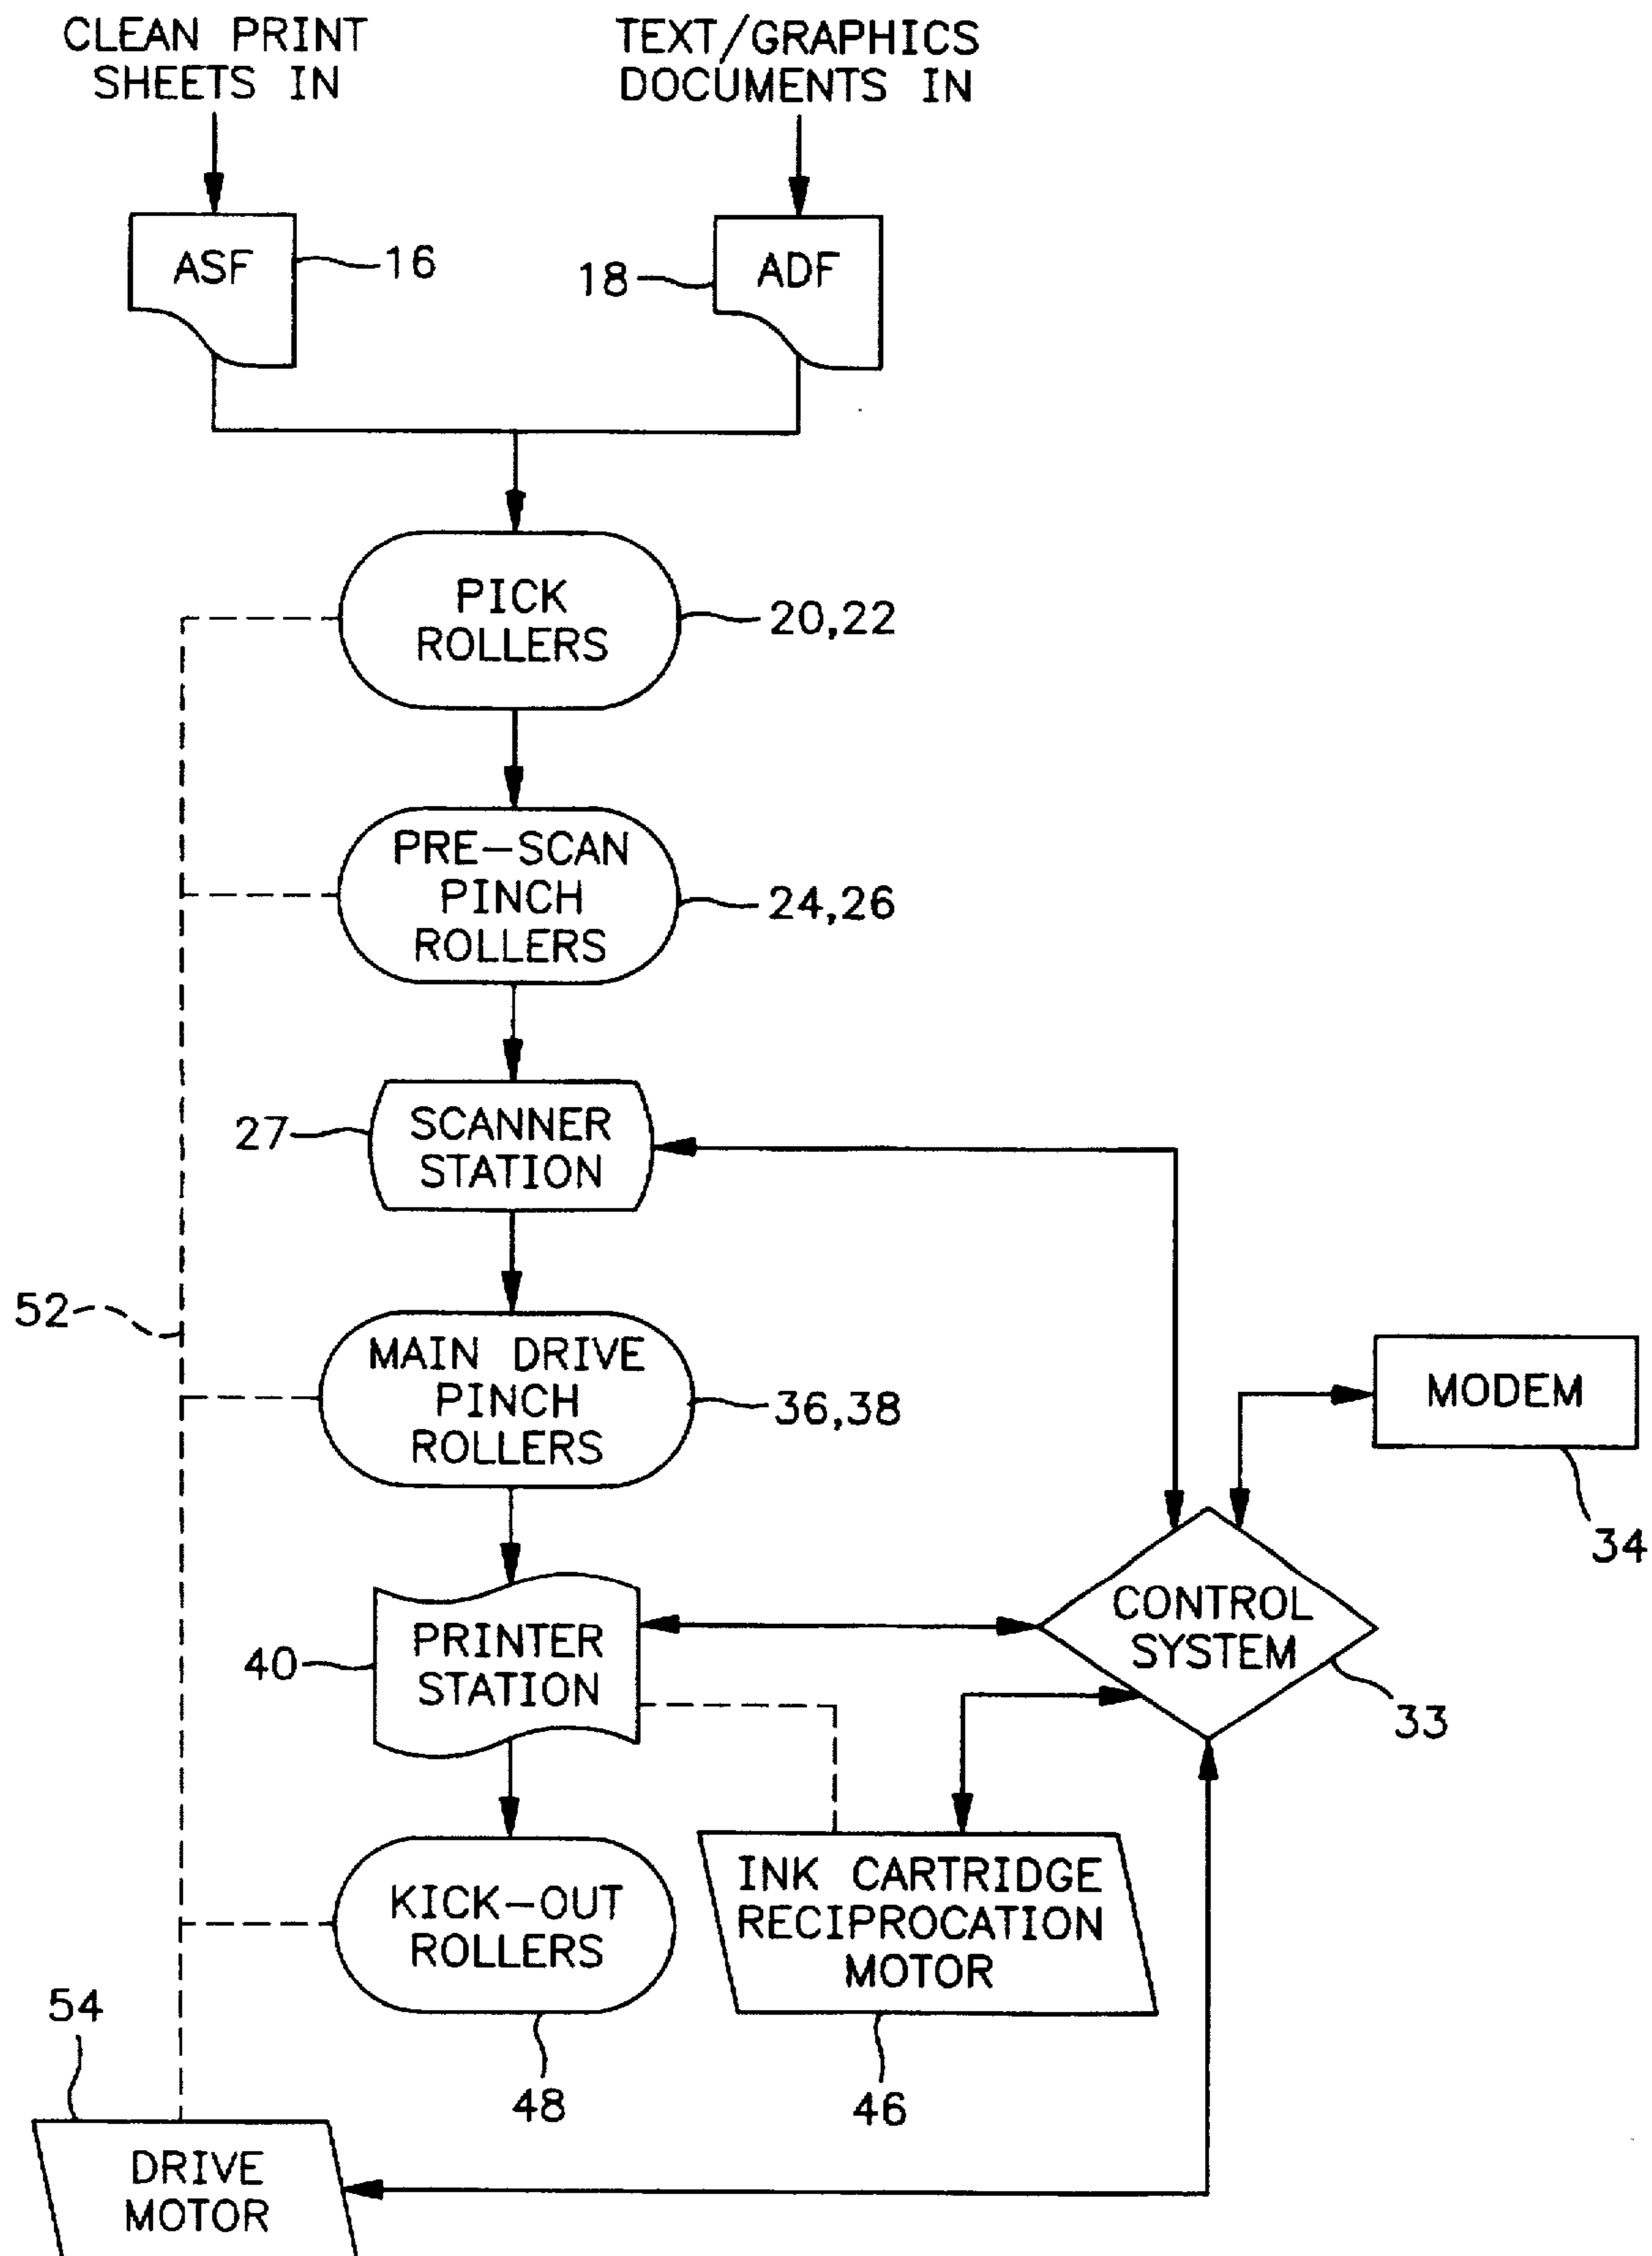 CLEAN PRINT
SHEETS IN
TEXT/GRAPHICS
DOCUMENTS IN
ASF
16
18
ADF
PICK
ROLLERS
20,22
PRE-SCAN
PINCH
ROLLERS
24,26
27
SCANNER
STATION
52
MAIN DRIVE
PINCH
ROLLERS
36,38
MODEM
34
40
PRINTER
STATION
CONTROL
SYSTEM
33
KICK-OUT
ROLLERS
48
INK CARTRIDGE
RECIPROCATION
MOTOR
46
54
DRIVE
MOTOR